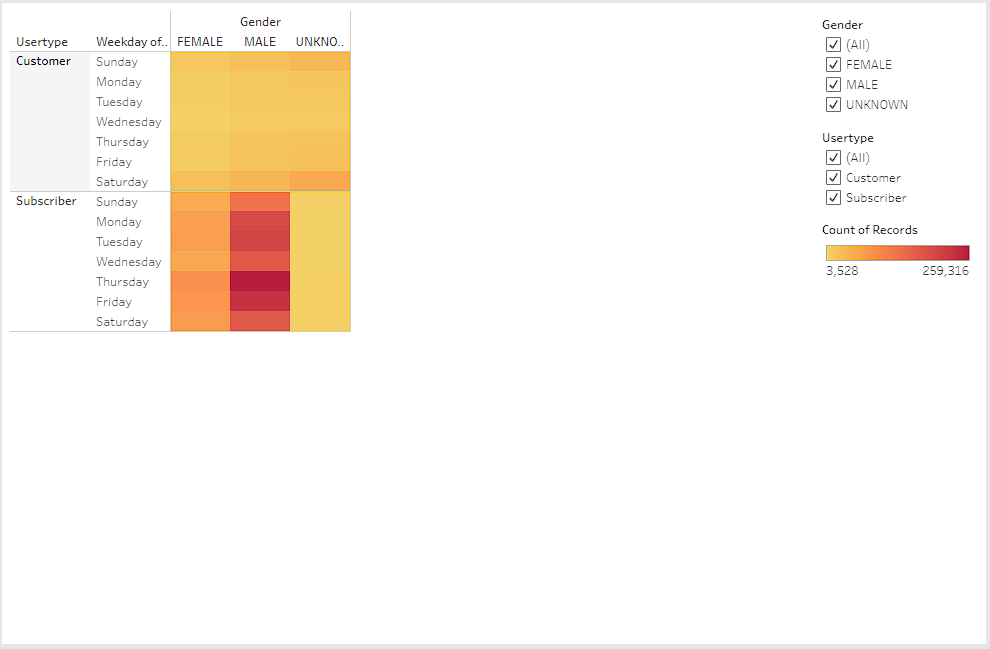 Gender
Usertype Weekday of.. FEMALE MALE UNKNO..
Customer Sunday
Monday
Tuesday
Wednesday
Thursday
Friday
Saturday
Subscriber Sunday
Monday
Tuesday
Wednesday
Thursday
Friday
Saturday
Gender
(All)
FEMALE
MALE
UNKNOWN
Usertype
(All)
Customer
Subscriber
Count of Records
3,528 259,316